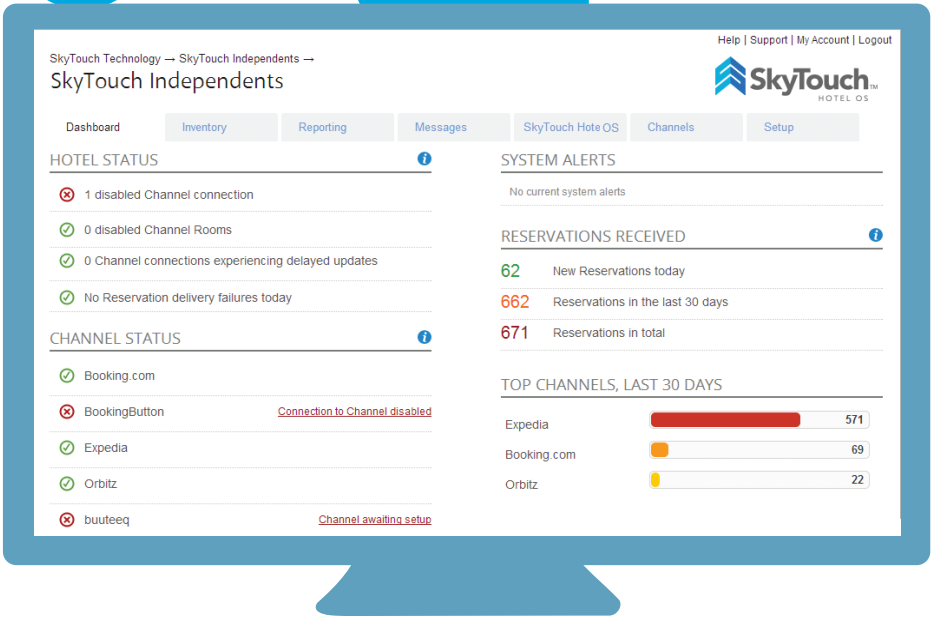 Help | Support | My Account | Logout
SkyTouch Technology → SkyTouch Independents →
SkyTouch Independents
SkyTouch™
HOTEL OS
Dashboard Inventory Reporting Messages SkyTouch Hote OS Channels Setup
HOTEL STATUS
1 disabled Channel connection
0 disabled Channel Rooms
0 Channel connections experiencing delayed updates
No Reservation delivery failures today
CHANNEL STATUS
Booking.com
BookingButton Connection to Channel disabled
Expedia
Orbitz
buuteeq Channel awaiting setup
SYSTEM ALERTS
No current system alerts
RESERVATIONS RECEIVED
62 New Reservations today
662 Reservations in the last 30 days
671 Reservations in total
TOP CHANNELS, LAST 30 DAYS
Expedia 571
Booking.com 69
Orbitz 22